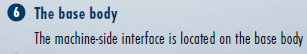 6 The base body
The machine-side interface is located on the base body